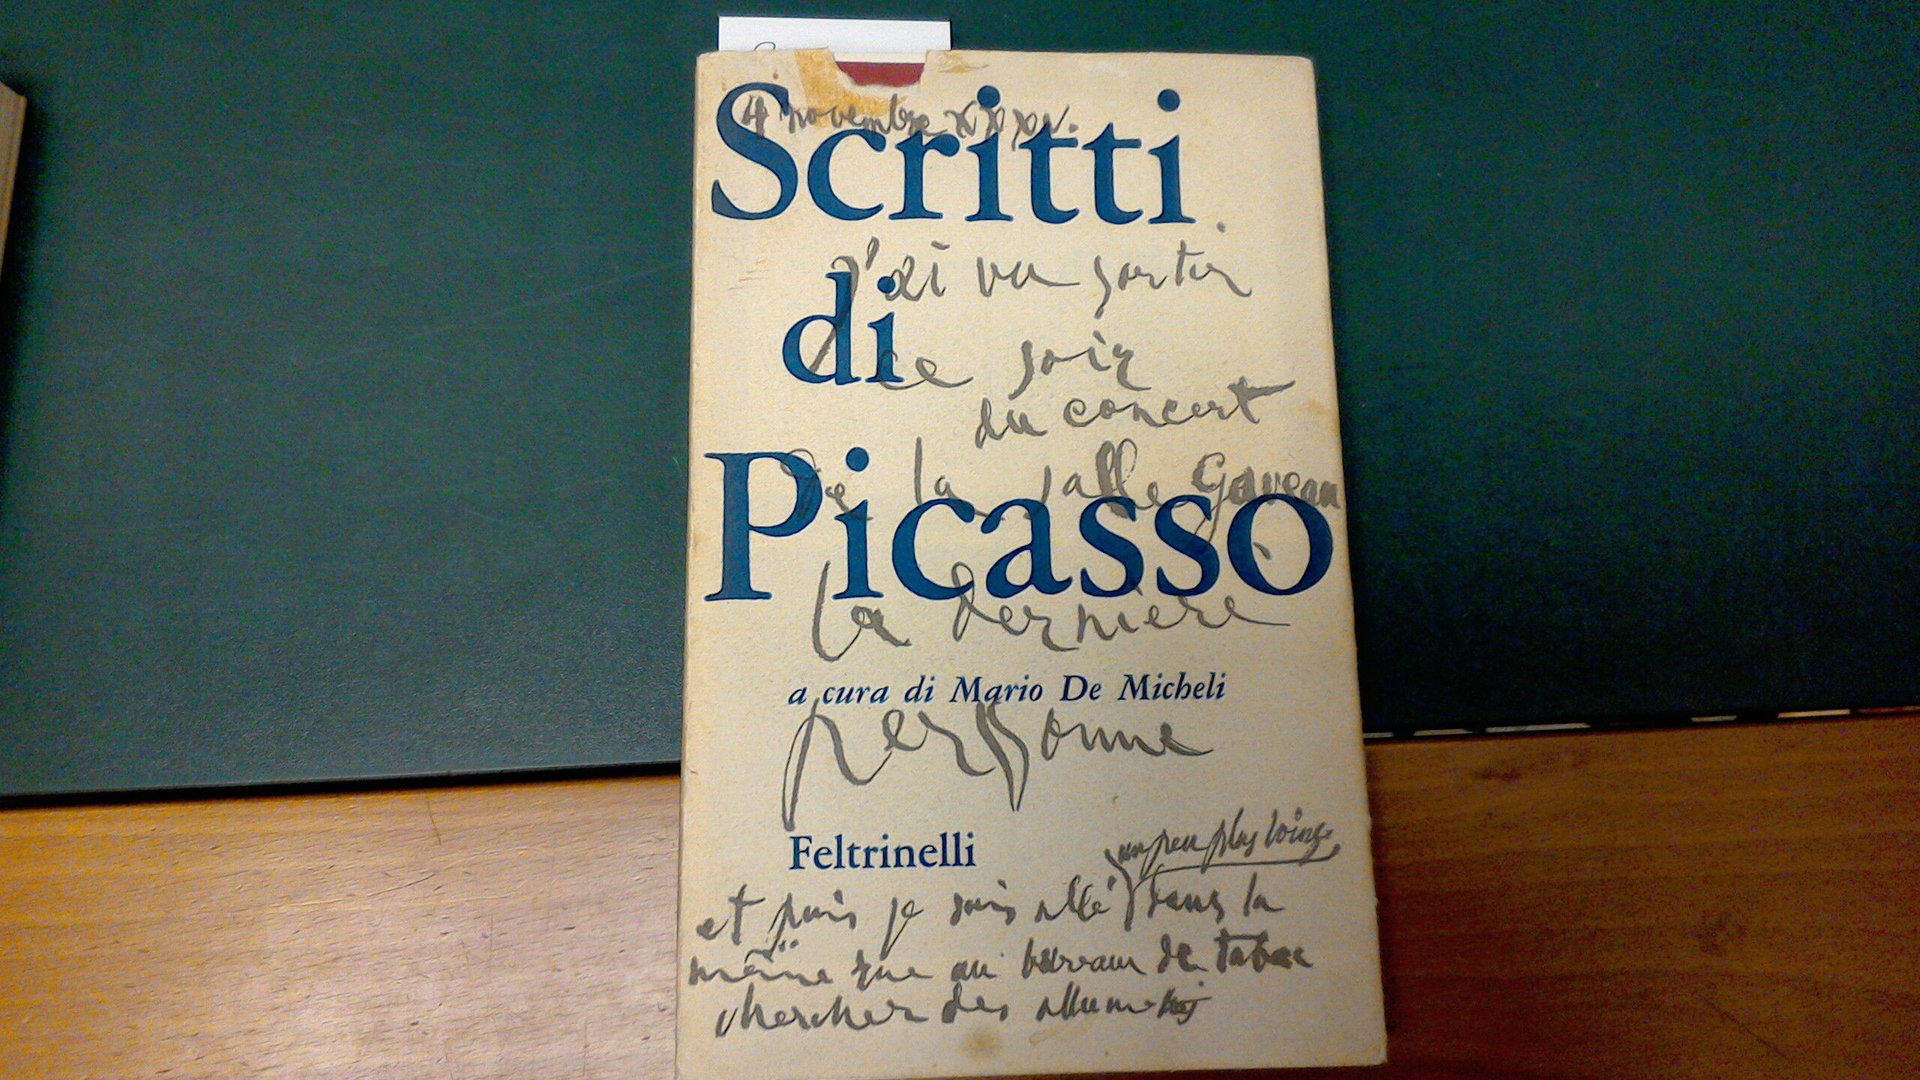 4 novembre XXXV.
Scritti
j'ai vu sortir
di
ce soir
du concert
de la salle Gaveau
Picasso
la dernière
a cura di Mario De Micheli
personne
Feltrinelli
un peu plus loing
et puis je suis allé dans la
même rue au bureau de tabac
chercher des allumettes